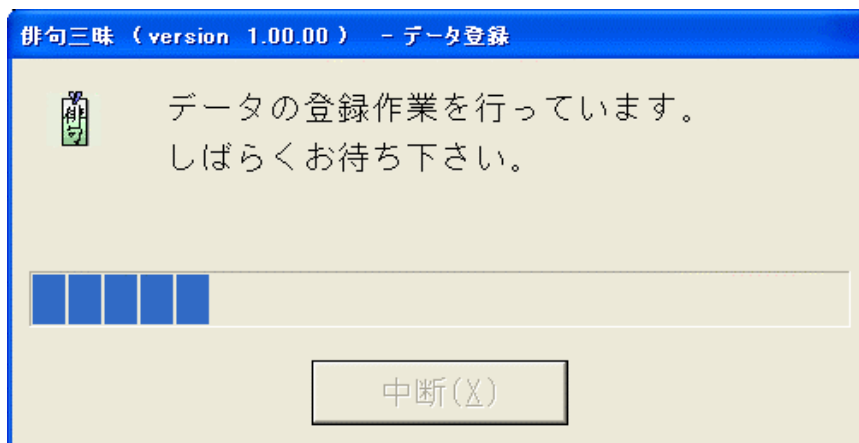 俳句三昧 ( version 1.00.00 ) - データ登録
俳句
データの登録作業を行っています。
しばらくお待ち下さい。
中断(X)